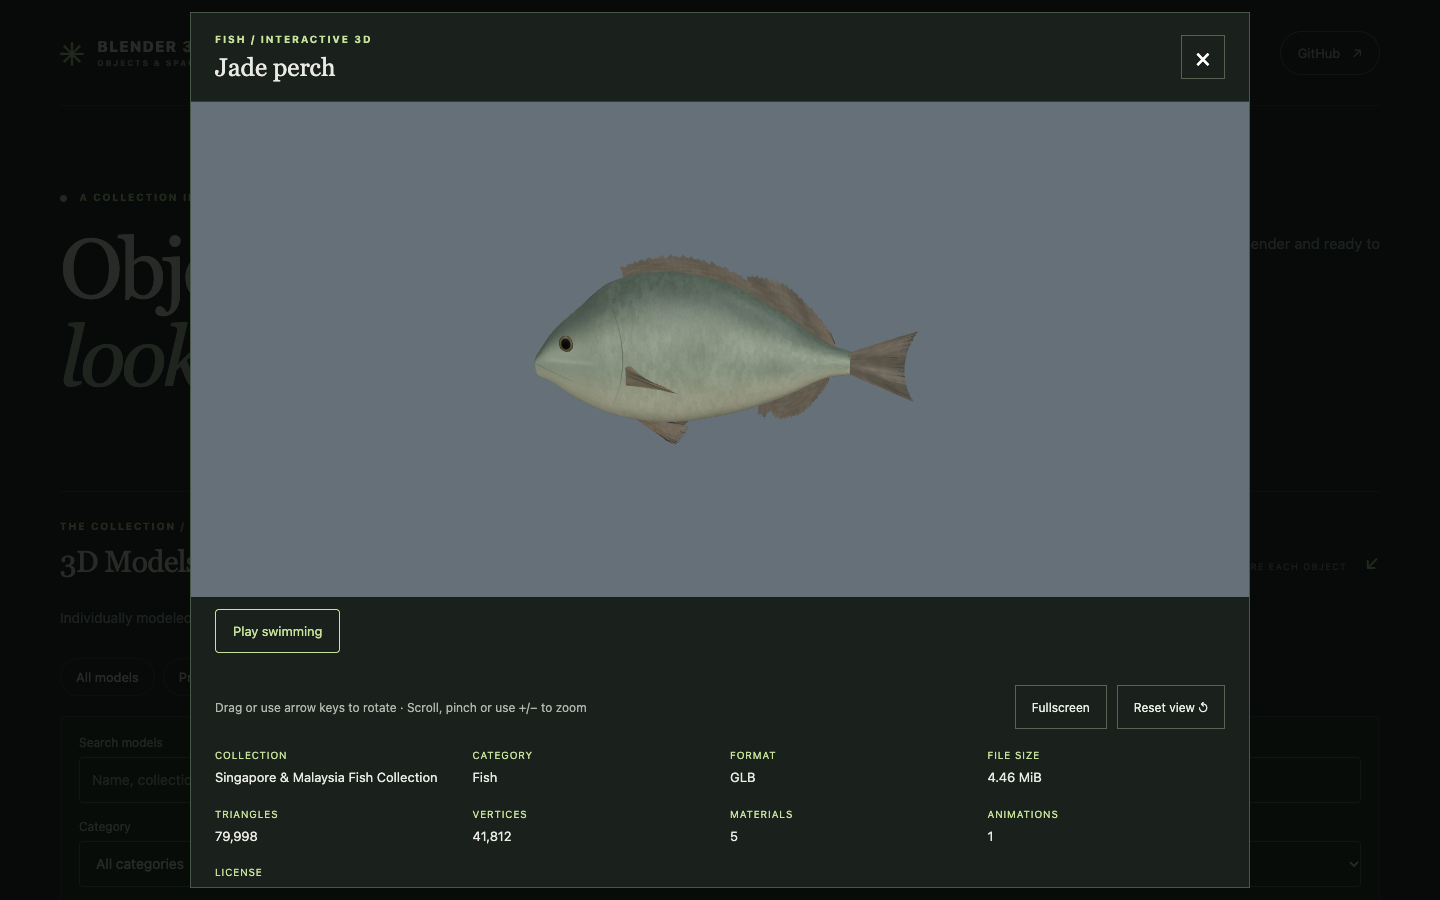 BLENDER 3
OBJECTS & SPA
GitHub
FISH / INTERACTIVE 3D
Jade perch
A COLLECTION I
Obj
look
ender and ready to
THE COLLECTION /
3D Models
RE EACH OBJECT
Individually modeled
All models
Pr
Search models
Name, collectio
Category
All categories
Play swimming
Drag or use arrow keys to rotate · Scroll, pinch or use +/− to zoom
Fullscreen
Reset view
COLLECTION
Singapore & Malaysia Fish Collection
CATEGORY
Fish
FORMAT
GLB
FILE SIZE
4.46 MiB
TRIANGLES
79,998
VERTICES
41,812
MATERIALS
5
ANIMATIONS
1
LICENSE